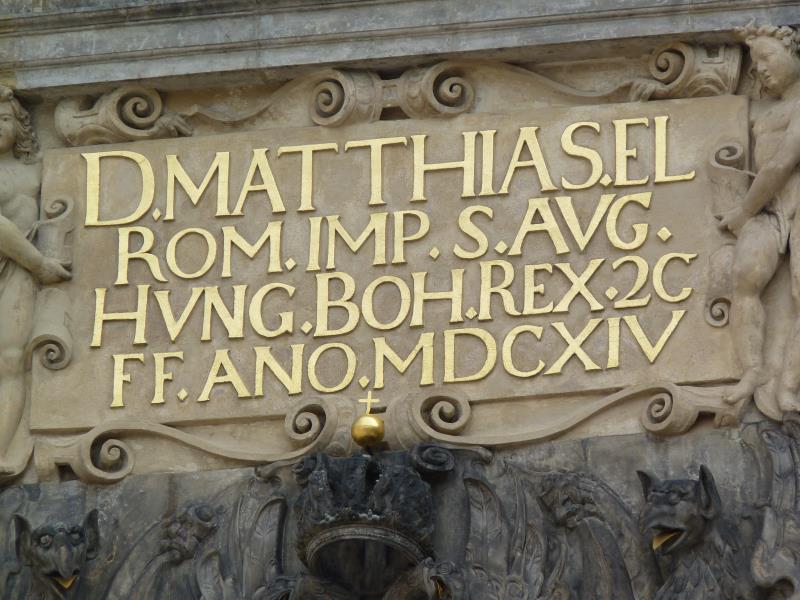 D.MATTHIAS.EL
ROM.IMP.S.AVG.
HVNG.BOH.REX.2C
FF.ANO.MDCXIV